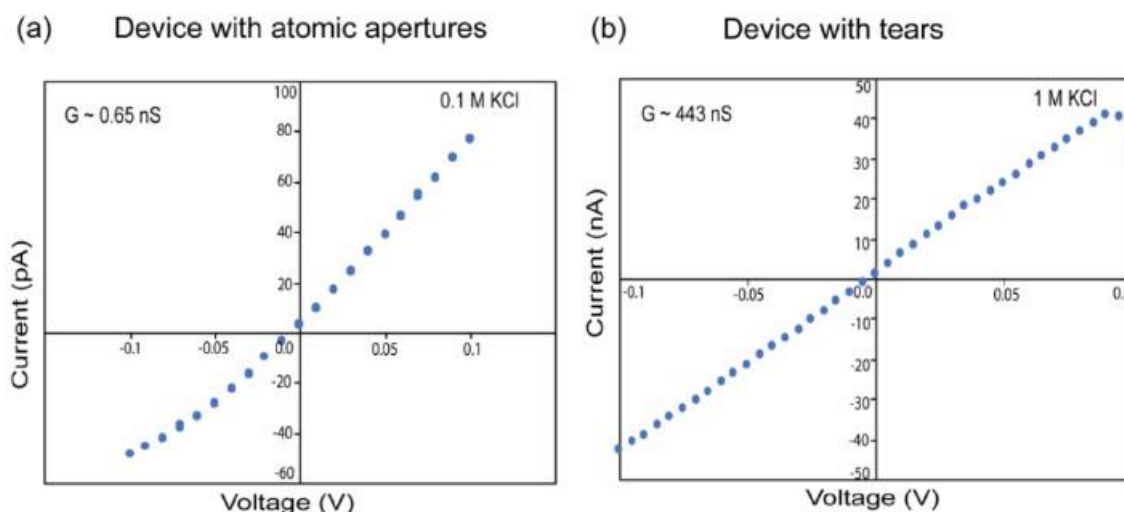 (a) Device with atomic apertures
G ~ 0.65 nS
0.1 M KCl
100
80
60
40
20
-0.1 -0.05 0.0 0.05 0.1
-20
-40
-60
Current (pA)
Voltage (V)
(b) Device with tears
G ~ 443 nS
1 M KCl
50
40
30
20
10
-0.1 -0.05 0.0 0.05
-10
-20
-30
-40
-50
Current (nA)
Voltage (V)